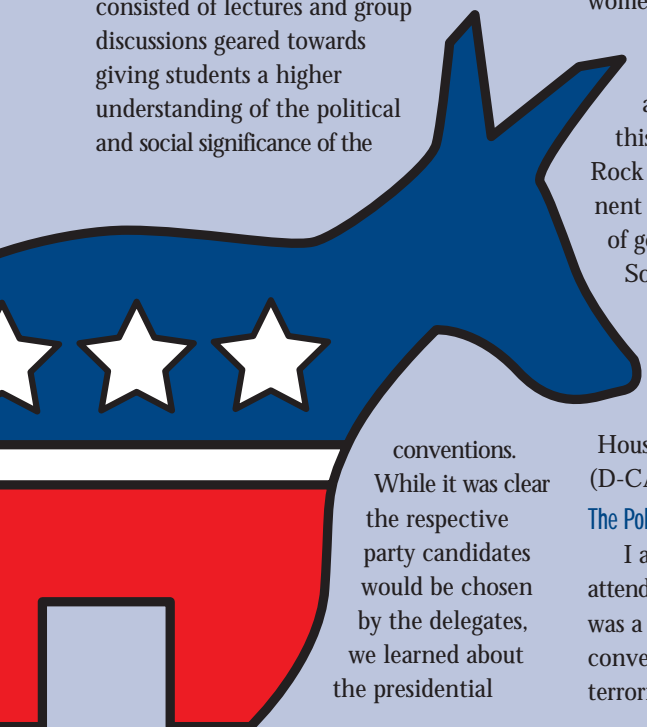 consisted of lectures and group
discussions geared towards
giving students a higher
understanding of the political
and social significance of the
conventions.
While it was clear
the respective
party candidates
would be chosen
by the delegates,
we learned about
the presidential
this
Rock
nent
of
So
Hous
(D-CA
The Pol
I a
attend
was a
conve
terror